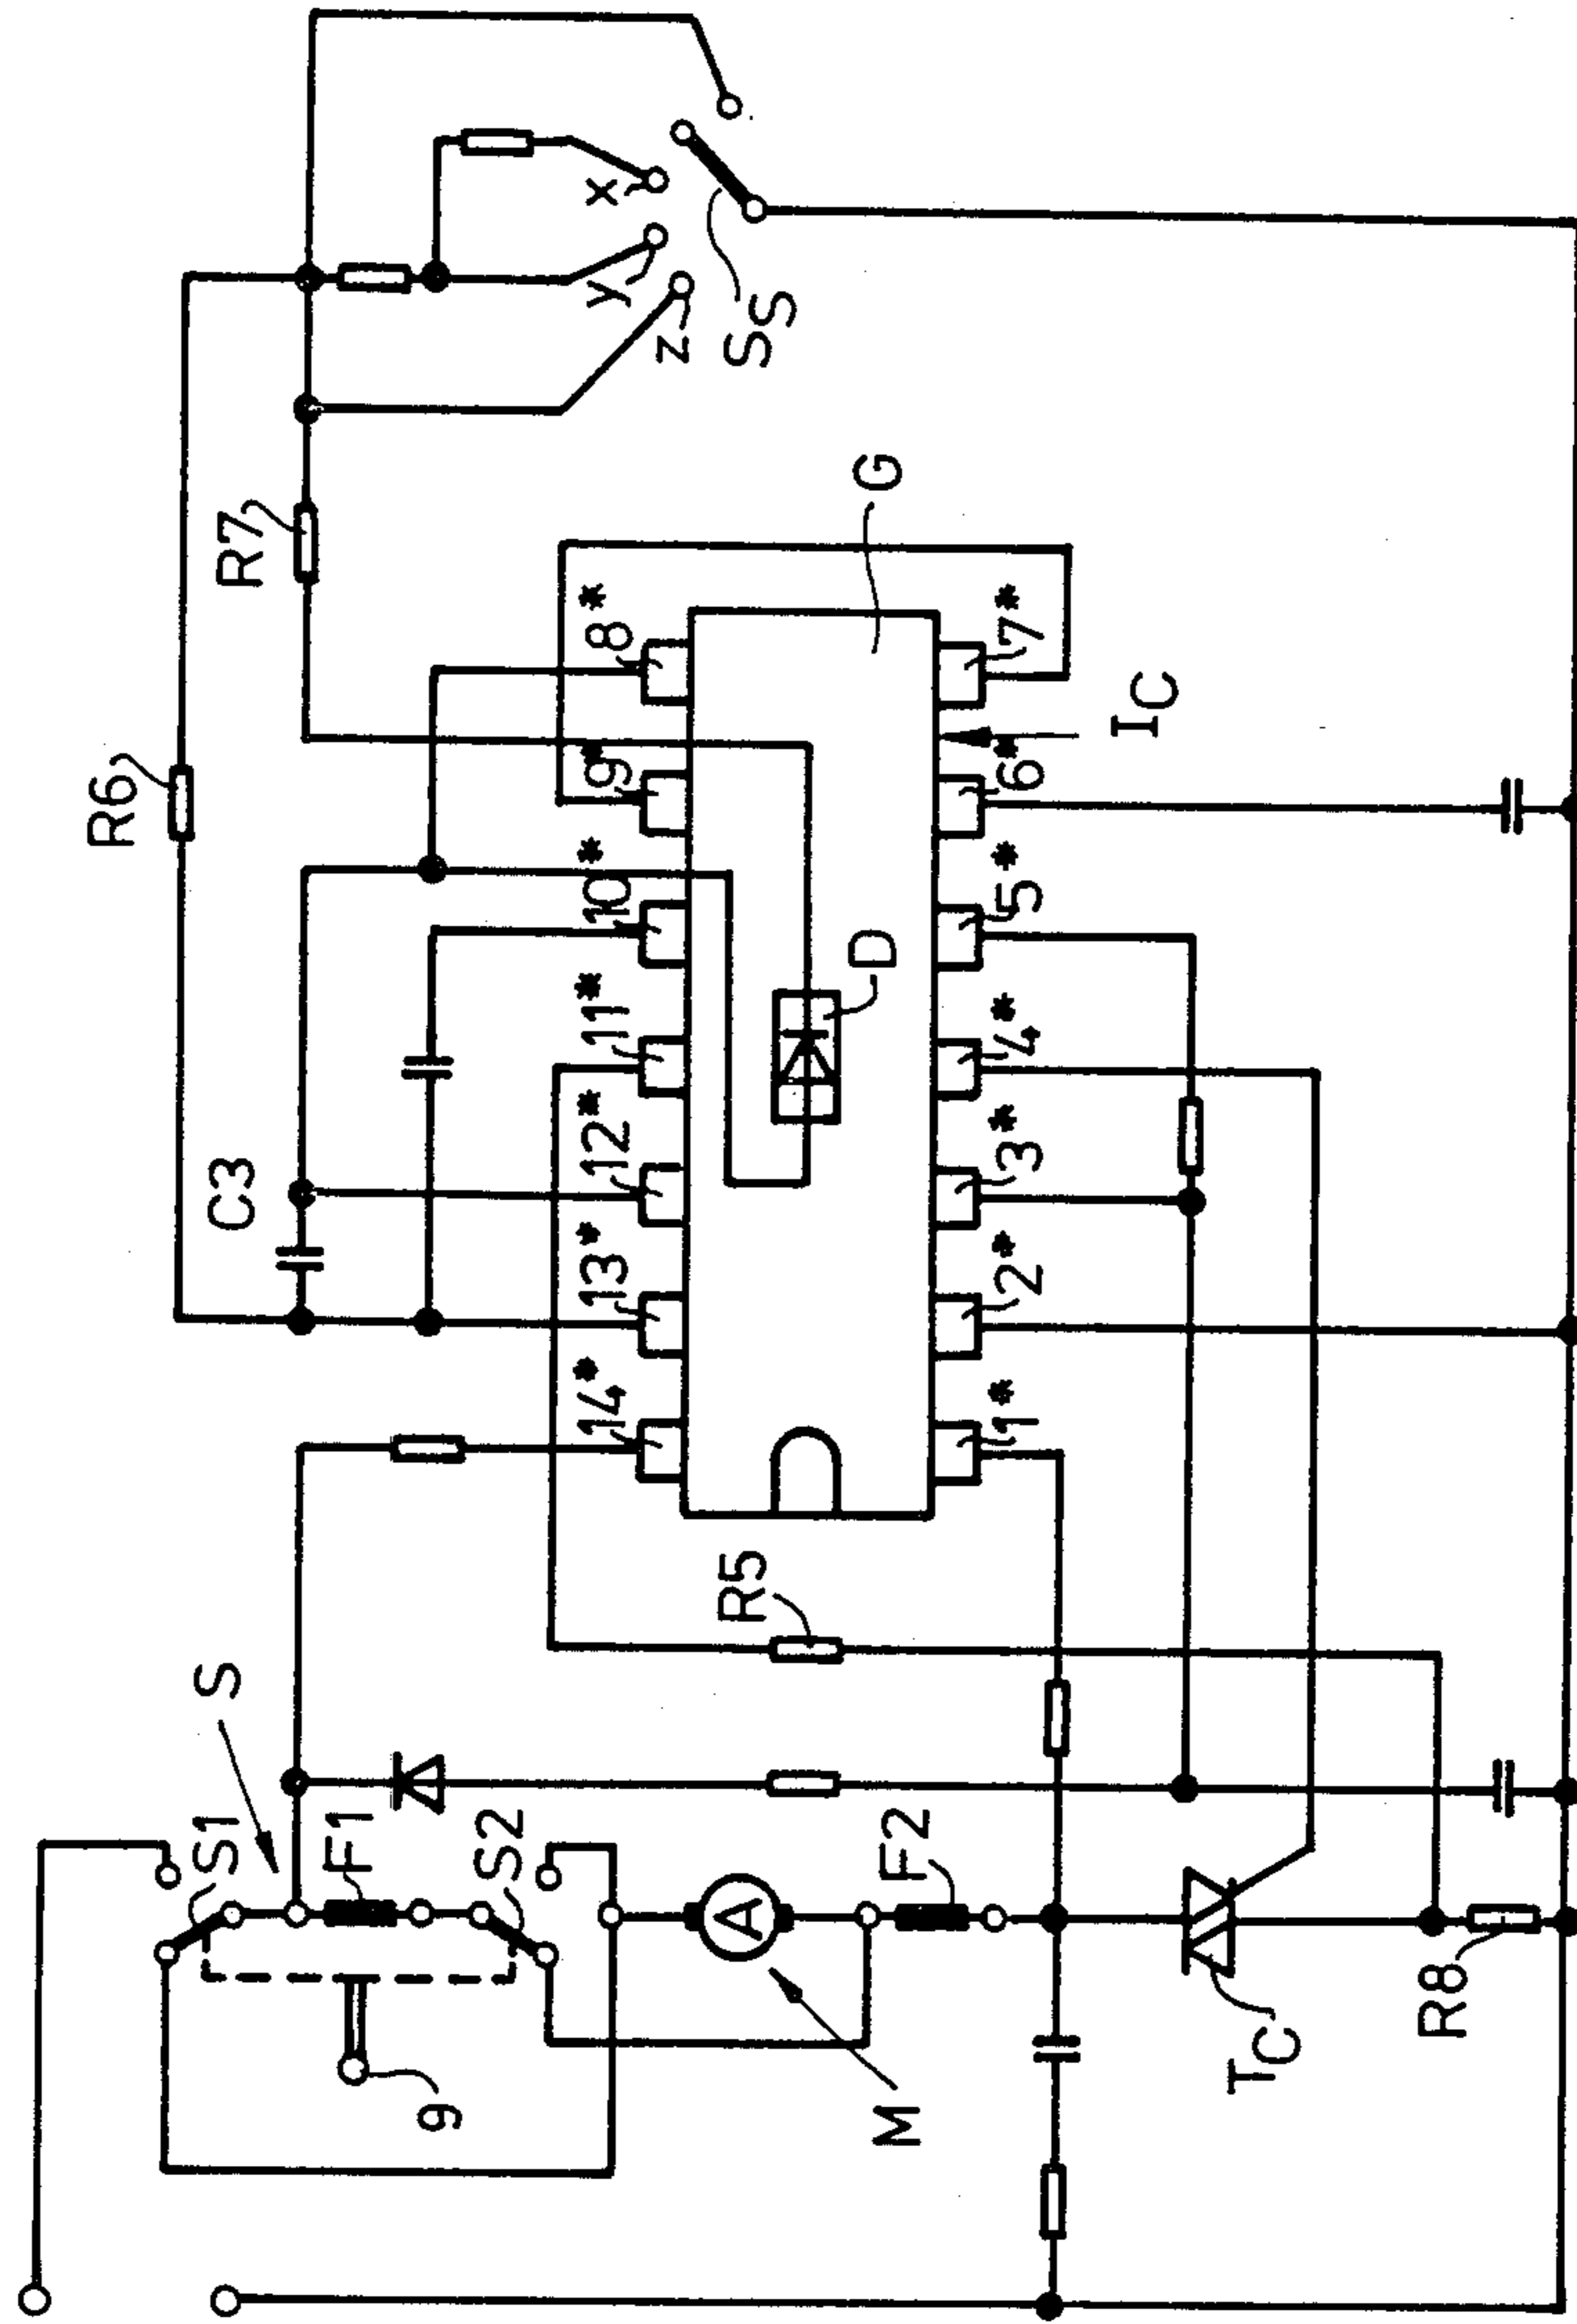 R6
R7
C3
x
y
z
SS
G
8*
9*
10*
11*
12*
13*
14*
D
1*
2*
3*
4*
5*
6*
7*
IC
S
S1
F1
S2
R5
9
A
F2
M
TC
R8